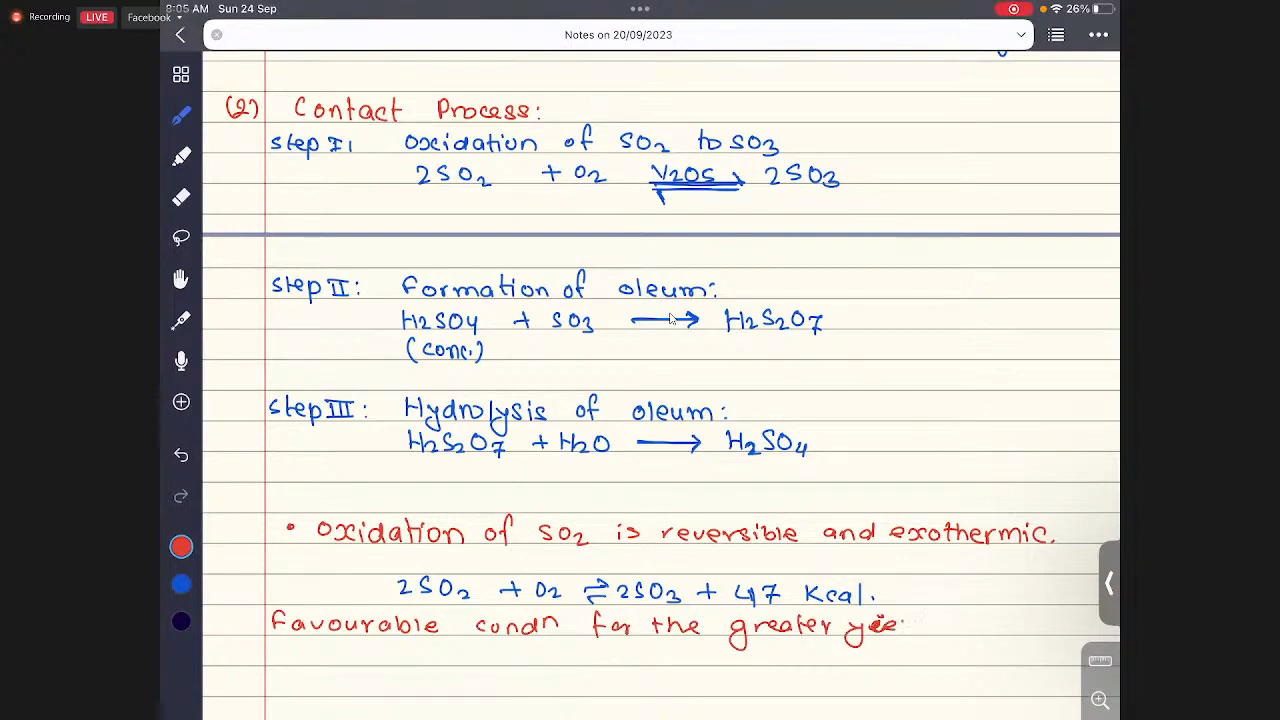 Recording LIVE Facebook
8:05 AM Sun 24 Sep
26%
Notes on 20/09/2023
(2) Contact Process:
Step I, Oxidation of SO2 to SO3
2SO2 + O2 V2O5 2SO3
Step II: Formation of oleum:
H2SO4 + SO3 → H2S2O7
(conc.)
Step III: Hydrolysis of oleum:
H2S2O7 + H2O → H2SO4
• Oxidation of SO2 is reversible and exothermic.
2SO2 + O2 ⇌ 2SO3 + 47 Kcal.
Favourable condn for the greater yie